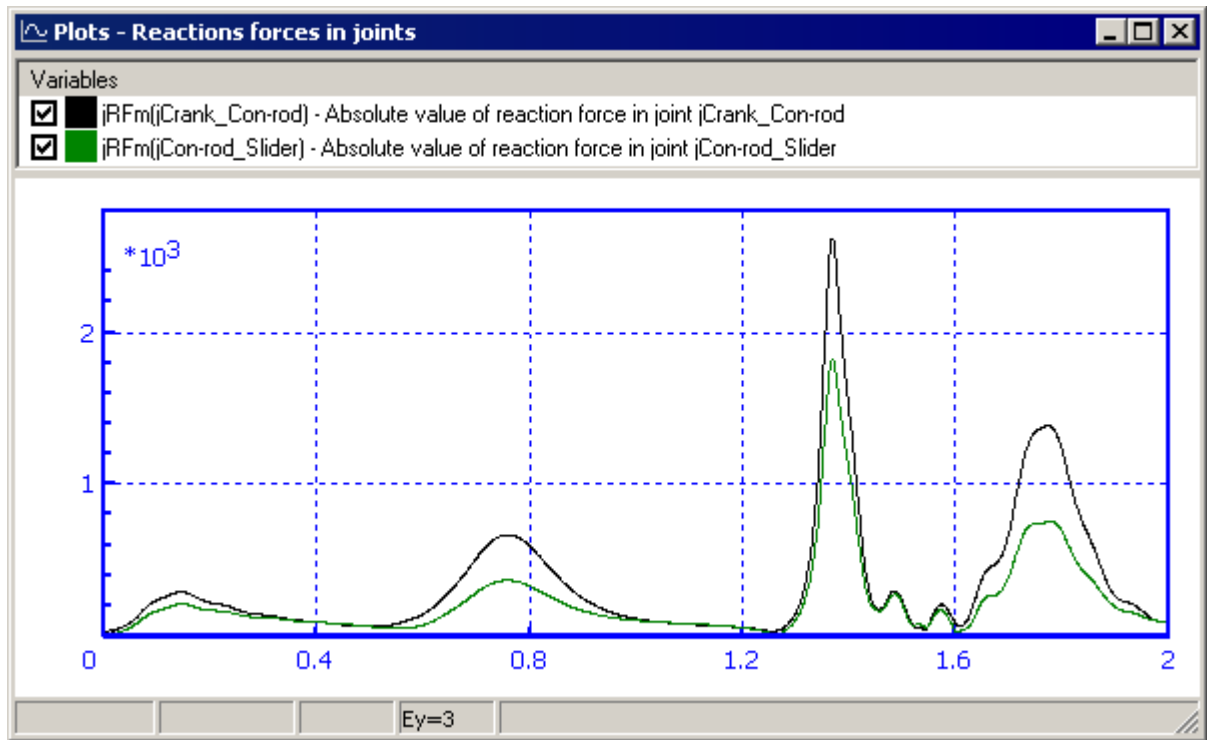 Plots - Reactions forces in joints
Variables
jRFm(jCrank_Con-rod) - Absolute value of reaction force in joint jCrank_Con-rod
jRFm(jCon-rod_Slider) - Absolute value of reaction force in joint jCon-rod_Slider
*10³
2
1
0 0.4 0.8 1.2 1.6 2
Ey=3